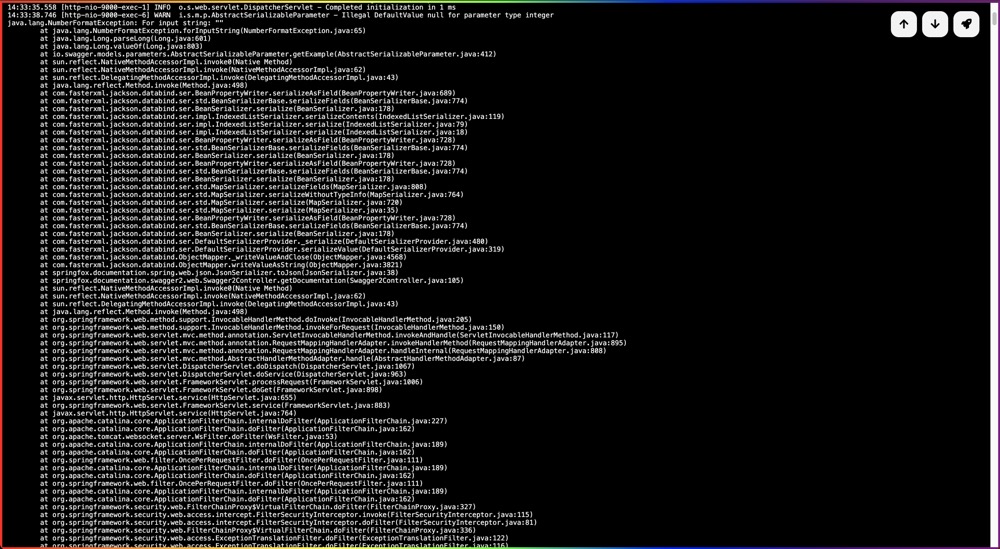 14:33:35.558 [http-nio-9000-exec-1] INFO  o.s.web.servlet.DispatcherServlet - Completed initialization in 1 ms
14:33:38.746 [http-nio-9000-exec-6] WARN  i.s.m.p.AbstractSerializableParameter - Illegal DefaultValue null for parameter type integer
java.lang.NumberFormatException: For input string: ""
at java.lang.NumberFormatException.forInputString(NumberFormatException.java:65)
at java.lang.Long.parseLong(Long.java:601)
at java.lang.Long.valueOf(Long.java:803)
at io.swagger.models.parameters.AbstractSerializableParameter.getExample(AbstractSerializableParameter.java:412)
at sun.reflect.NativeMethodAccessorImpl.invoke0(Native Method)
at sun.reflect.NativeMethodAccessorImpl.invoke(NativeMethodAccessorImpl.java:62)
at sun.reflect.DelegatingMethodAccessorImpl.invoke(DelegatingMethodAccessorImpl.java:43)
at java.lang.reflect.Method.invoke(Method.java:498)
at com.fasterxml.jackson.databind.ser.BeanPropertyWriter.serializeAsField(BeanPropertyWriter.java:689)
at com.fasterxml.jackson.databind.ser.std.BeanSerializerBase.serializeFields(BeanSerializerBase.java:774)
at com.fasterxml.jackson.databind.ser.BeanSerializer.serialize(BeanSerializer.java:178)
at com.fasterxml.jackson.databind.ser.impl.IndexedListSerializer.serializeContents(IndexedListSerializer.java:119)
at com.fasterxml.jackson.databind.ser.impl.IndexedListSerializer.serialize(IndexedListSerializer.java:79)
at com.fasterxml.jackson.databind.ser.impl.IndexedListSerializer.serialize(IndexedListSerializer.java:18)
at com.fasterxml.jackson.databind.ser.BeanPropertyWriter.serializeAsField(BeanPropertyWriter.java:728)
at com.fasterxml.jackson.databind.ser.std.BeanSerializerBase.serializeFields(BeanSerializerBase.java:774)
at com.fasterxml.jackson.databind.ser.BeanSerializer.serialize(BeanSerializer.java:178)
at com.fasterxml.jackson.databind.ser.BeanPropertyWriter.serializeAsField(BeanPropertyWriter.java:728)
at com.fasterxml.jackson.databind.ser.std.BeanSerializerBase.serializeFields(BeanSerializerBase.java:774)
at com.fasterxml.jackson.databind.ser.BeanSerializer.serialize(BeanSerializer.java:178)
at com.fasterxml.jackson.databind.ser.std.MapSerializer.serializeFields(MapSerializer.java:808)
at com.fasterxml.jackson.databind.ser.std.MapSerializer.serializeWithoutTypeInfo(MapSerializer.java:764)
at com.fasterxml.jackson.databind.ser.std.MapSerializer.serialize(MapSerializer.java:720)
at com.fasterxml.jackson.databind.ser.std.MapSerializer.serialize(MapSerializer.java:35)
at com.fasterxml.jackson.databind.ser.BeanPropertyWriter.serializeAsField(BeanPropertyWriter.java:728)
at com.fasterxml.jackson.databind.ser.std.BeanSerializerBase.serializeFields(BeanSerializerBase.java:774)
at com.fasterxml.jackson.databind.ser.BeanSerializer.serialize(BeanSerializer.java:178)
at com.fasterxml.jackson.databind.ser.DefaultSerializerProvider._serialize(DefaultSerializerProvider.java:480)
at com.fasterxml.jackson.databind.ser.DefaultSerializerProvider.serializeValue(DefaultSerializerProvider.java:319)
at com.fasterxml.jackson.databind.ObjectMapper._writeValueAndClose(ObjectMapper.java:4568)
at com.fasterxml.jackson.databind.ObjectMapper.writeValueAsString(ObjectMapper.java:3821)
at springfox.documentation.spring.web.json.JsonSerializer.toJson(JsonSerializer.java:38)
at springfox.documentation.swagger2.web.Swagger2Controller.getDocumentation(Swagger2Controller.java:105)
at sun.reflect.NativeMethodAccessorImpl.invoke0(Native Method)
at sun.reflect.NativeMethodAccessorImpl.invoke(NativeMethodAccessorImpl.java:62)
at sun.reflect.DelegatingMethodAccessorImpl.invoke(DelegatingMethodAccessorImpl.java:43)
at java.lang.reflect.Method.invoke(Method.java:498)
at org.springframework.web.method.support.InvocableHandlerMethod.doInvoke(InvocableHandlerMethod.java:205)
at org.springframework.web.method.support.InvocableHandlerMethod.invokeForRequest(InvocableHandlerMethod.java:150)
at org.springframework.web.servlet.mvc.method.annotation.ServletInvocableHandlerMethod.invokeAndHandle(ServletInvocableHandlerMethod.java:117)
at org.springframework.web.servlet.mvc.method.annotation.RequestMappingHandlerAdapter.invokeHandlerMethod(RequestMappingHandlerAdapter.java:895)
at org.springframework.web.servlet.mvc.method.annotation.RequestMappingHandlerAdapter.handleInternal(RequestMappingHandlerAdapter.java:808)
at org.springframework.web.servlet.mvc.method.AbstractHandlerMethodAdapter.handle(AbstractHandlerMethodAdapter.java:87)
at org.springframework.web.servlet.DispatcherServlet.doDispatch(DispatcherServlet.java:1067)
at org.springframework.web.servlet.DispatcherServlet.doService(DispatcherServlet.java:963)
at org.springframework.web.servlet.FrameworkServlet.processRequest(FrameworkServlet.java:1006)
at org.springframework.web.servlet.FrameworkServlet.doGet(FrameworkServlet.java:898)
at javax.servlet.http.HttpServlet.service(HttpServlet.java:655)
at org.springframework.web.servlet.FrameworkServlet.service(FrameworkServlet.java:883)
at javax.servlet.http.HttpServlet.service(HttpServlet.java:764)
at org.apache.catalina.core.ApplicationFilterChain.internalDoFilter(ApplicationFilterChain.java:227)
at org.apache.catalina.core.ApplicationFilterChain.doFilter(ApplicationFilterChain.java:162)
at org.apache.tomcat.websocket.server.WsFilter.doFilter(WsFilter.java:53)
at org.apache.catalina.core.ApplicationFilterChain.internalDoFilter(ApplicationFilterChain.java:189)
at org.apache.catalina.core.ApplicationFilterChain.doFilter(ApplicationFilterChain.java:162)
at org.springframework.web.filter.OncePerRequestFilter.doFilter(OncePerRequestFilter.java:111)
at org.apache.catalina.core.ApplicationFilterChain.internalDoFilter(ApplicationFilterChain.java:189)
at org.apache.catalina.core.ApplicationFilterChain.doFilter(ApplicationFilterChain.java:162)
at org.springframework.web.filter.OncePerRequestFilter.doFilter(OncePerRequestFilter.java:111)
at org.apache.catalina.core.ApplicationFilterChain.internalDoFilter(ApplicationFilterChain.java:189)
at org.apache.catalina.core.ApplicationFilterChain.doFilter(ApplicationFilterChain.java:162)
at org.springframework.security.web.FilterChainProxy$VirtualFilterChain.doFilter(FilterChainProxy.java:327)
at org.springframework.security.web.access.intercept.FilterSecurityInterceptor.invoke(FilterSecurityInterceptor.java:115)
at org.springframework.security.web.access.intercept.FilterSecurityInterceptor.doFilter(FilterSecurityInterceptor.java:81)
at org.springframework.security.web.FilterChainProxy$VirtualFilterChain.doFilter(FilterChainProxy.java:336)
at org.springframework.security.web.access.ExceptionTranslationFilter.doFilter(ExceptionTranslationFilter.java:122)
at org.springframework.security.web.access.ExceptionTranslationFilter.doFilter(ExceptionTranslationFilter.java:116)